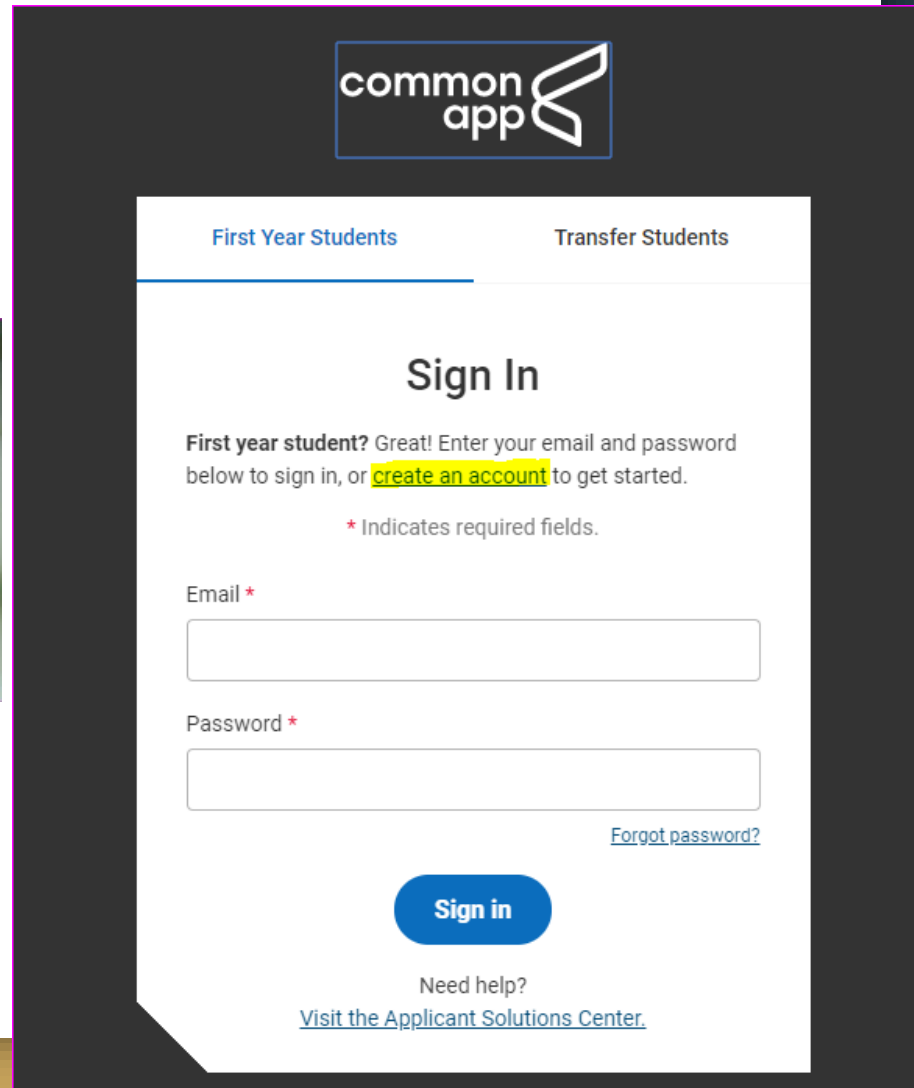 common
app
First Year Students
Transfer Students
Sign In
First year student? Great! Enter your email and password
below to sign in, or create an account to get started.
* Indicates required fields.
Email *
Password *
Forgot password?
Sign in
Need help?
Visit the Applicant Solutions Center.